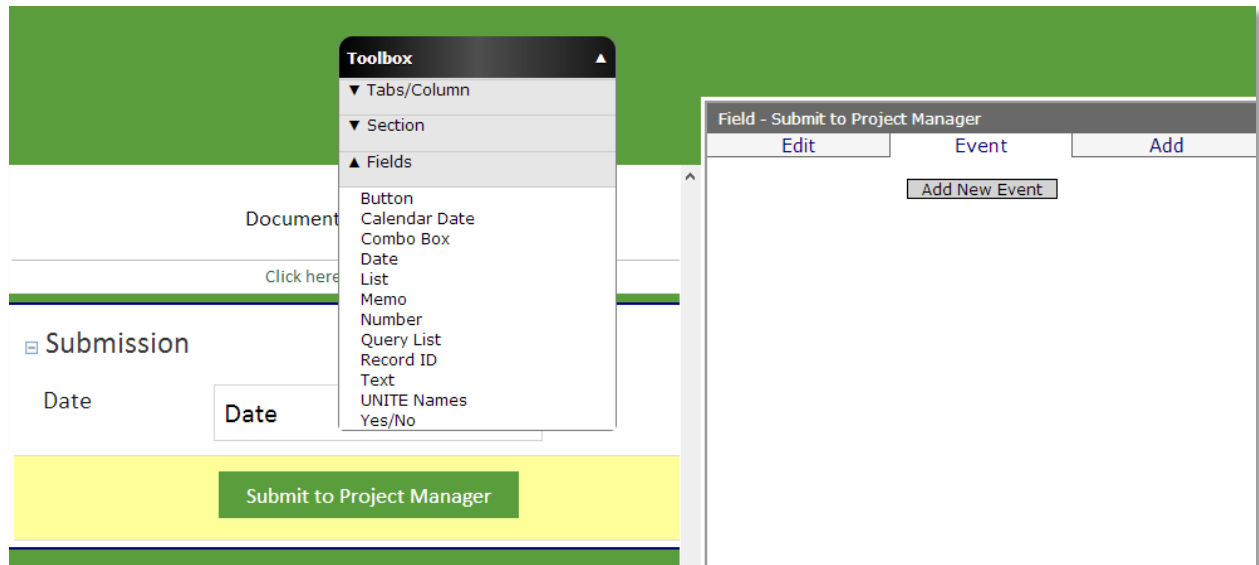 Toolbox ▲
▼ Tabs/Column
▼ Section
▲ Fields
Button
Calendar Date
Combo Box
Date
List
Memo
Number
Query List
Record ID
Text
UNITE Names
Yes/No
Document
Click here
Submission
Date
Date
Submit to Project Manager
Field - Submit to Project Manager
Edit Event Add
Add New Event